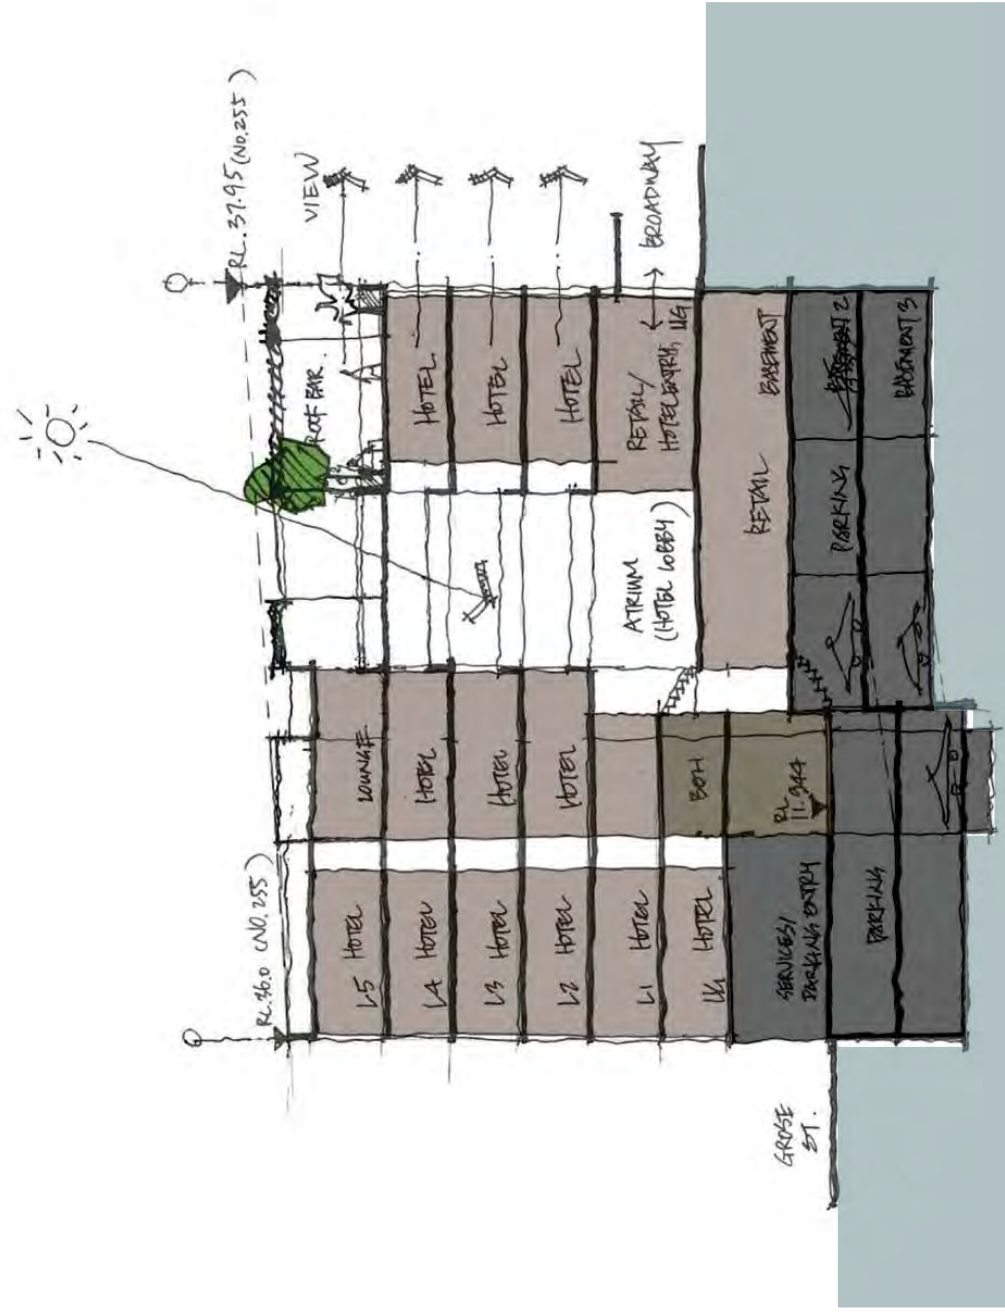 RL.36.0 (NO.255)
RL.37.95 (NO.255)
VIEW
ROOF BAR.
L5 HOTEL
LOUNGE
L4 HOTEL
HOTEL
HOTEL
L3 HOTEL
HOTEL
HOTEL
L2 HOTEL
HOTEL
HOTEL
L1 HOTEL
ATRIUM
(HOTEL LOBBY)
RETAIL/
HOTEL ENTRY, UG
BROADWAY
UG HOTEL
BOH
RETAIL
BASEMENT
SERVICES/
PARKING ENTRY
RL
11.944
GROSE
ST.
PARKING
2
PARKING
BASEMENT 3